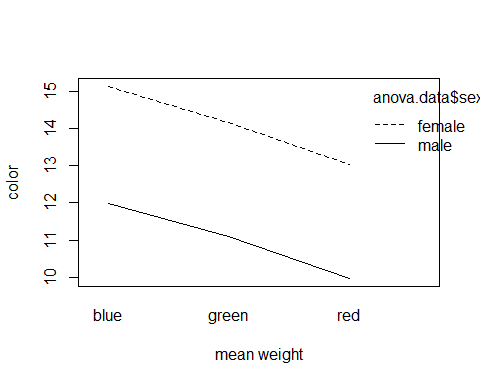 anova.data$sex
female
male
color
15
14
13
12
11
10
blue green red
mean weight